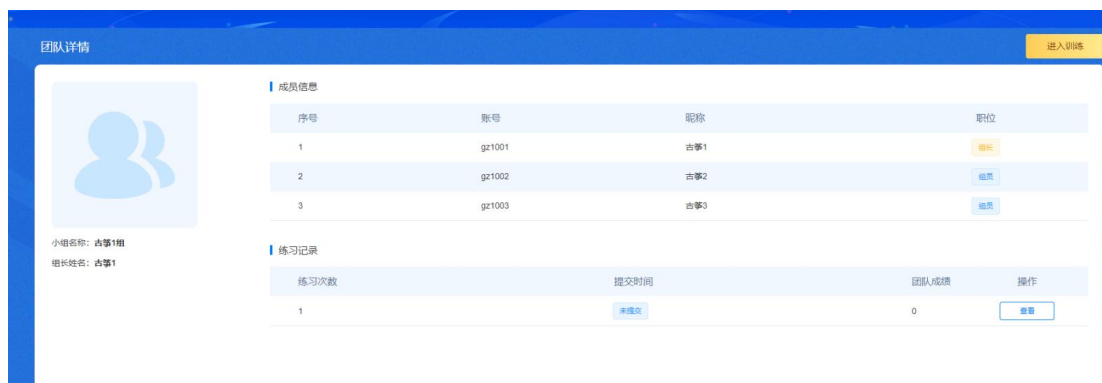 团队详情
进入训练
小组名称：古筝1组
组长姓名：古筝1
成员信息
序号 账号 昵称 职位
1 gz1001 古筝1 组长
2 gz1002 古筝2 组员
3 gz1003 古筝3 组员
练习记录
练习次数 提交时间 团队成绩 操作
1 未提交 0 查看